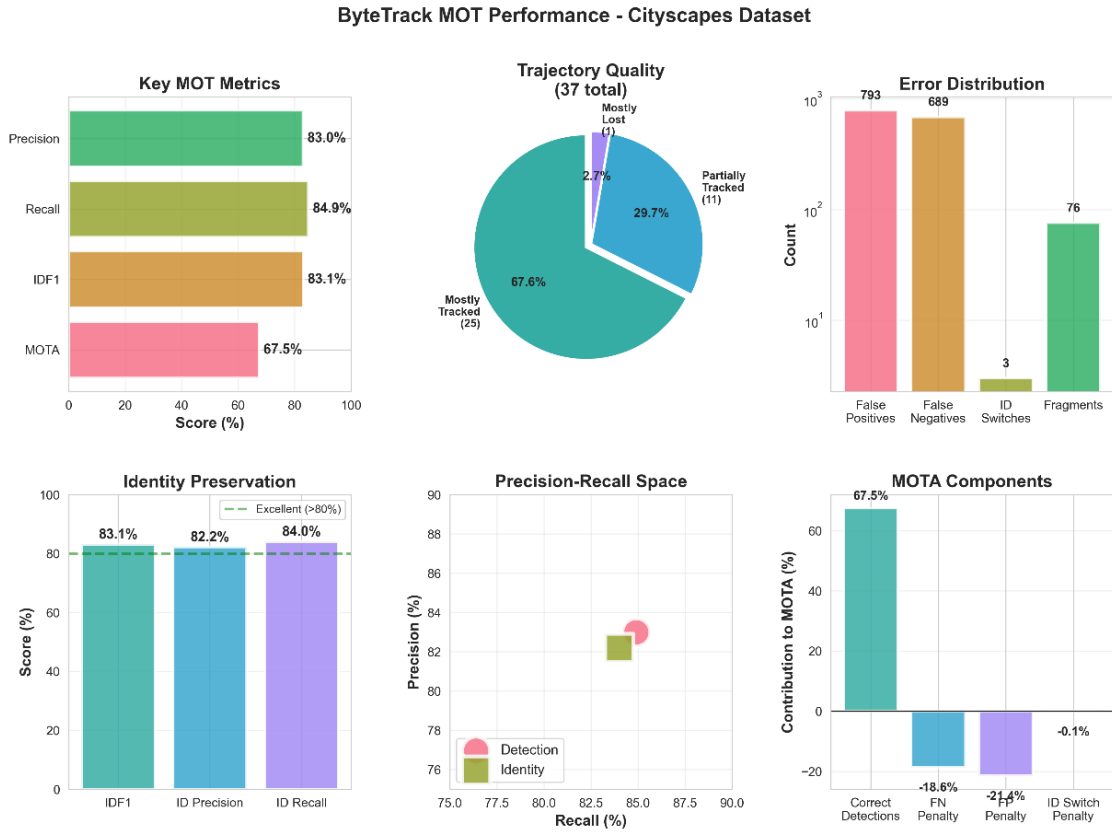 ByteTrack MOT Performance - Cityscapes Dataset
Key MOT Metrics
Precision
83.0%
Recall
84.9%
IDF1
83.1%
MOTA
67.5%
0 20 40 60 80 100
Score (%)
Trajectory Quality
(37 total)
Mostly
Lost
(1)
2.7%
Partially
Tracked
(11)
29.7%
67.6%
Mostly
Tracked
(25)
Error Distribution
10^3
10^2
10^1
Count
793
689
3
76
False
Positives
False
Negatives
ID
Switches
Fragments
Identity Preservation
100
80
60
40
20
0
Score (%)
Excellent (>80%)
83.1%
82.2%
84.0%
IDF1
ID Precision
ID Recall
Precision-Recall Space
90
88
86
84
82
80
78
76
Precision (%)
Detection
Identity
75.0 77.5 80.0 82.5 85.0 87.5 90.0
Recall (%)
MOTA Components
60
40
20
0
−20
Contribution to MOTA (%)
67.5%
-18.6%
-21.4%
-0.1%
Correct
Detections
FN
Penalty
FP
Penalty
ID Switch
Penalty